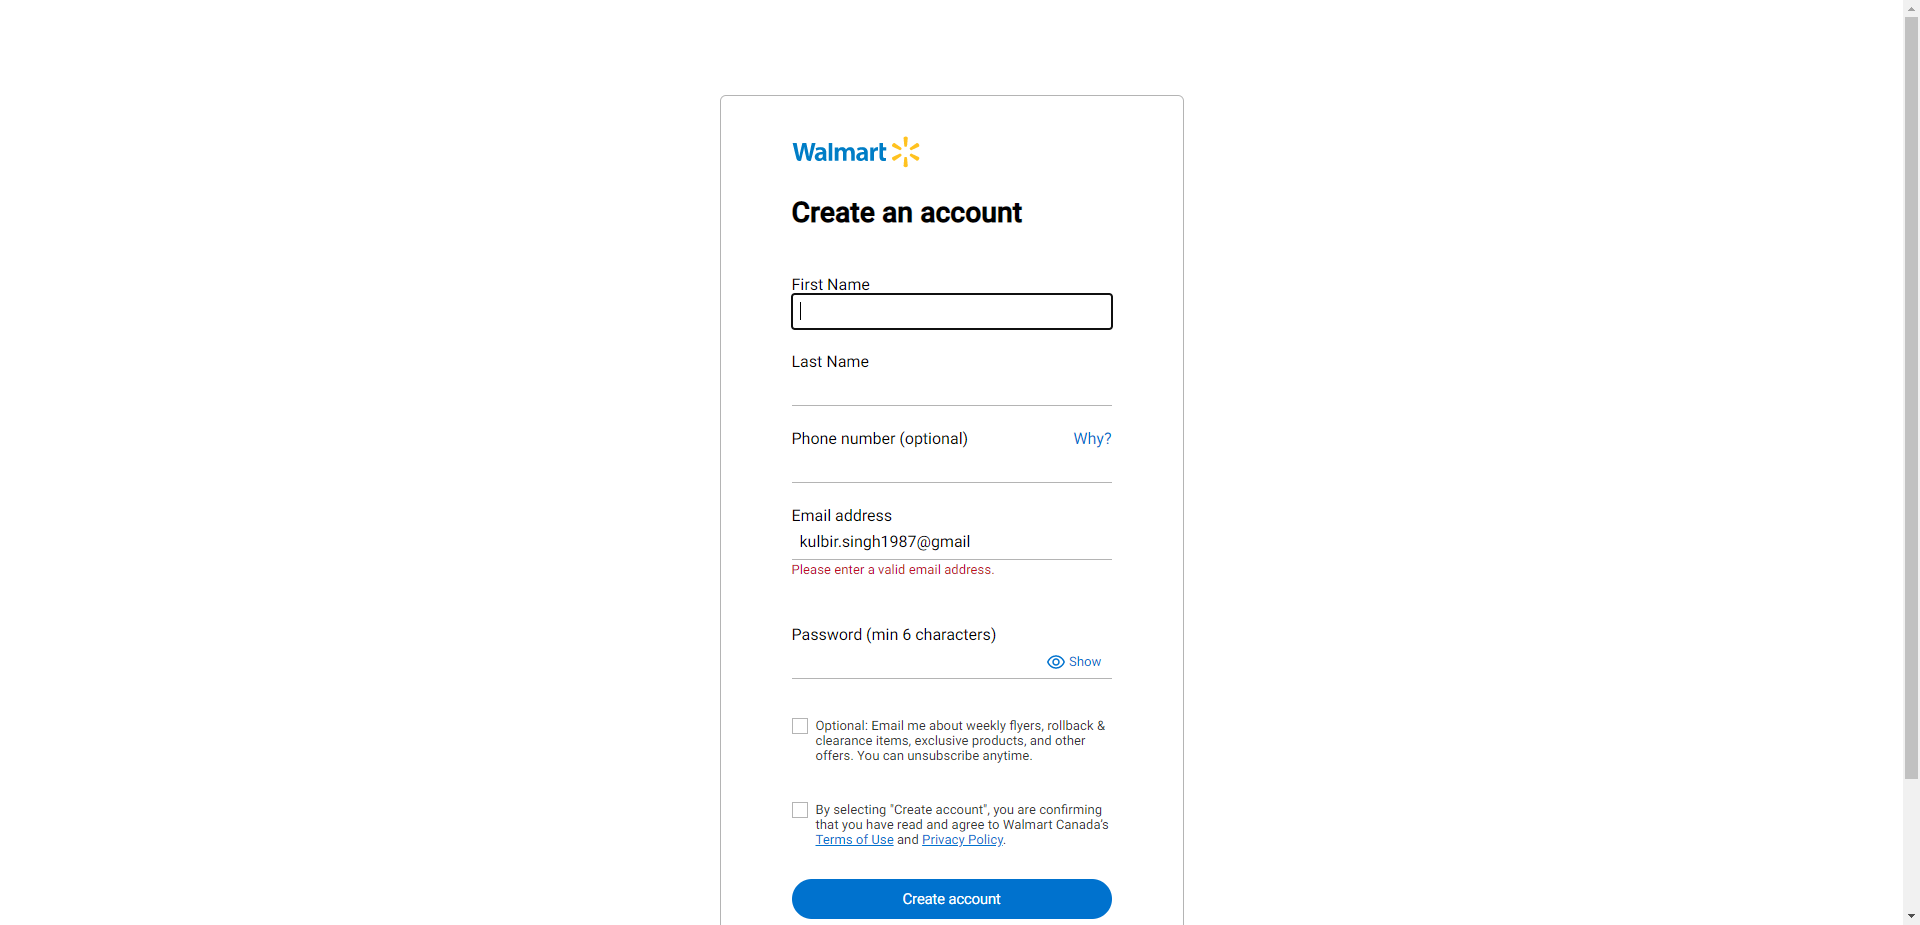 Walmart
Create an account
First Name
Last Name
Phone number (optional) Why?
Email address
kulbir.singh1987@gmail
Please enter a valid email address.
Password (min 6 characters)
Show
Optional: Email me about weekly flyers, rollback &
clearance items, exclusive products, and other
offers. You can unsubscribe anytime.
By selecting "Create account", you are confirming
that you have read and agree to Walmart Canada's
Terms of Use and Privacy Policy.
Create account